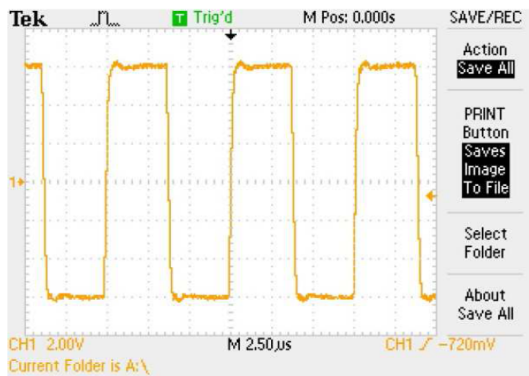 Tek Trig'd M Pos: 0.000s SAVE/REC
Action
Save All
PRINT
Button
Saves
Image
To File
1
Select
Folder
About
Save All
CH1 2.00V M 2.50µs CH1 -720mV
Current Folder is A:\